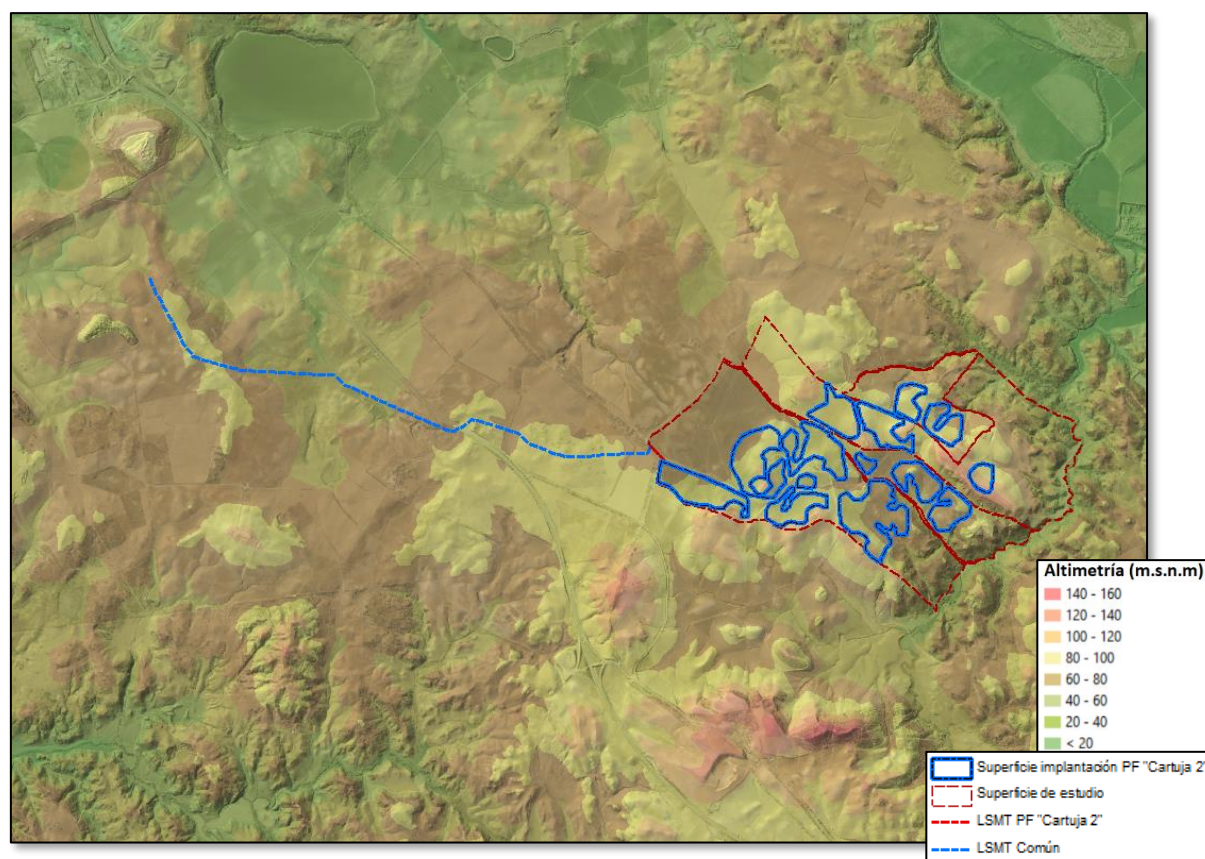 Altimetría (m.s.n.m)
140 - 160
120 - 140
100 - 120
80 - 100
60 - 80
40 - 60
20 - 40
< 20
Superficie implantación PF "Cartuja 2"
Superficie de estudio
LSMT PF "Cartuja 2"
LSMT Común